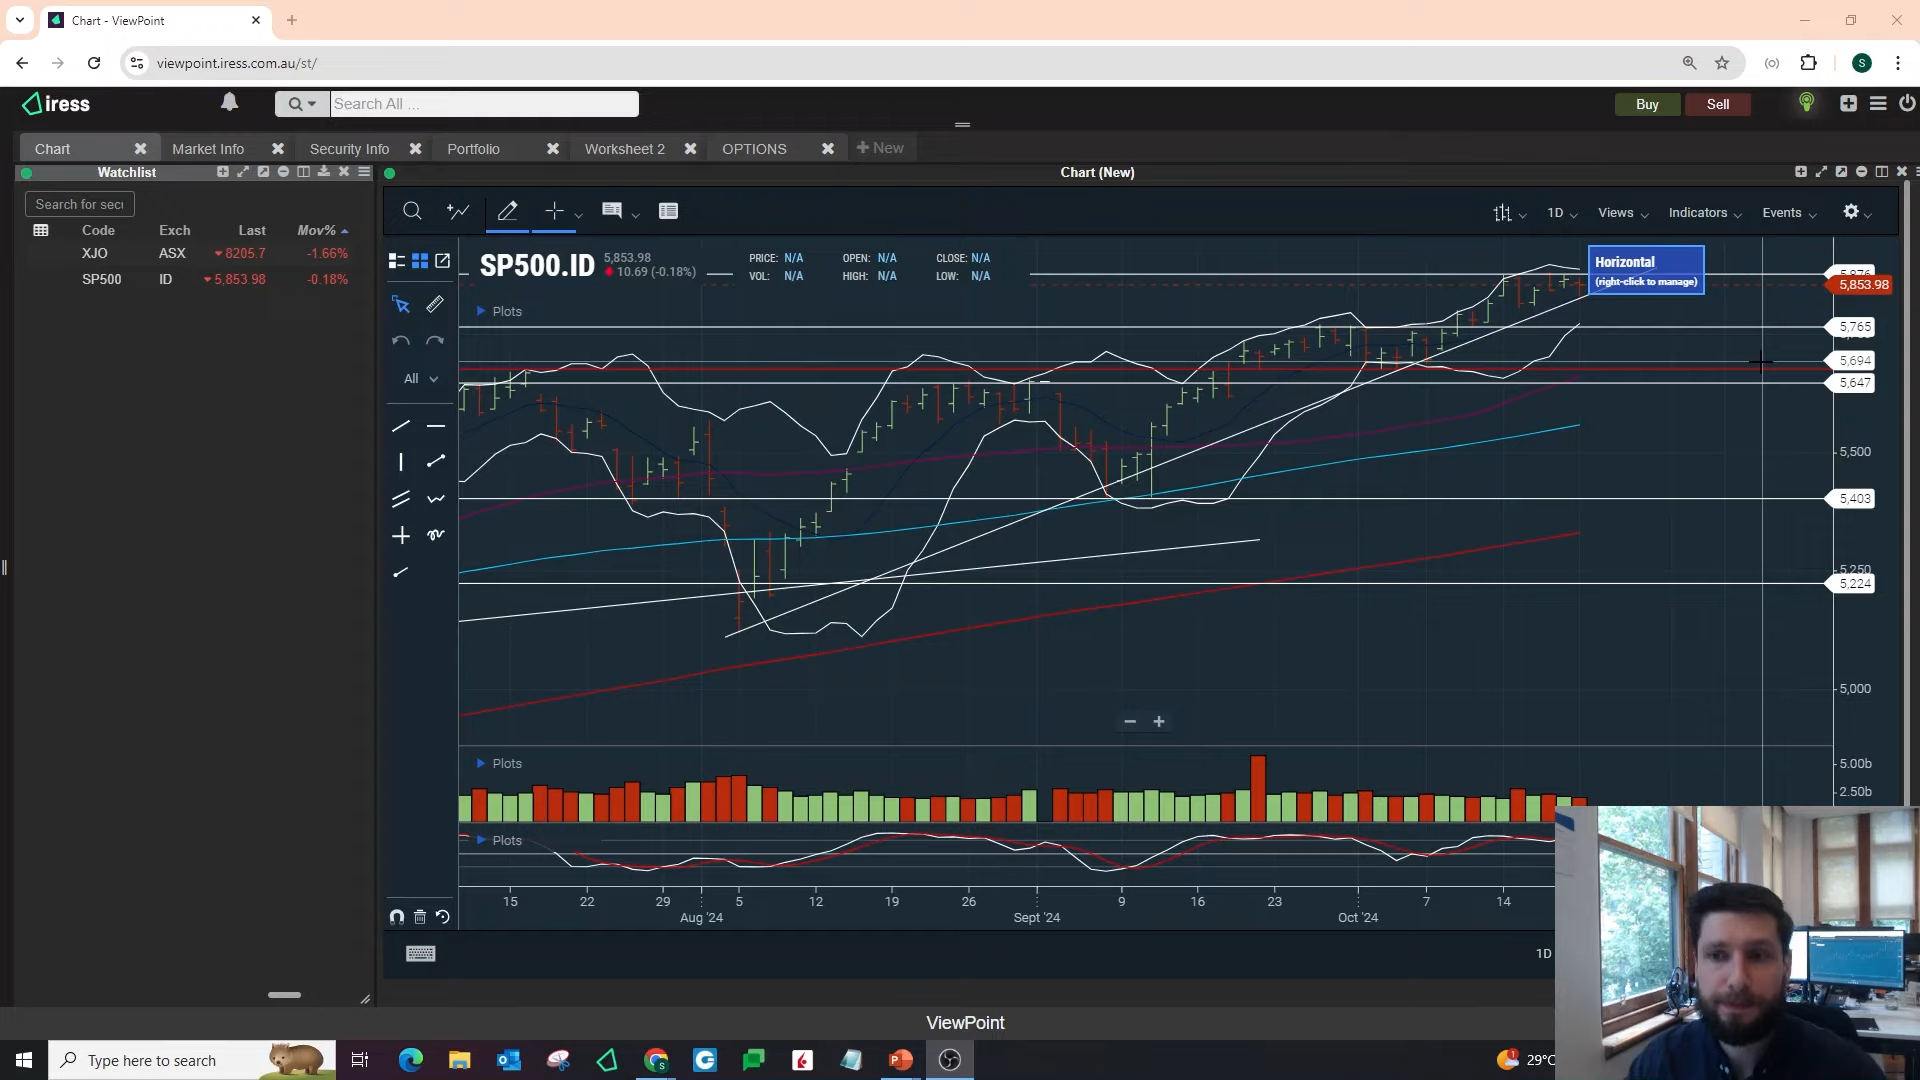 Chart - ViewPoint
viewpoint.iress.com.au/st/
S
iress
Search All ...
Buy
Sell
Chart
Market Info
Security Info
Portfolio
Worksheet 2
OPTIONS
New
Watchlist
Chart (New)
Search for secu
1D
Views
Indicators
Events
Code Exch Last Mov%
XJO ASX 8205.7 -1.66%
SP500 ID 5,853.98 -0.18%
SP500.ID
5,853.98
10.69 (-0.18%)
PRICE: N/A OPEN: N/A CLOSE: N/A
VOL: N/A HIGH: N/A LOW: N/A
Horizontal
(right-click to manage)
Plots
All
5,853.98
5,765
5,694
5,647
5,500
5,403
5,250
5,224
5,000
Plots
5.00b
2.50b
Plots
15 22 29 5 12 19 26 9 16 23 7 14
Aug '24 Sept '24 Oct '24
1D
ViewPoint
Type here to search
29°C